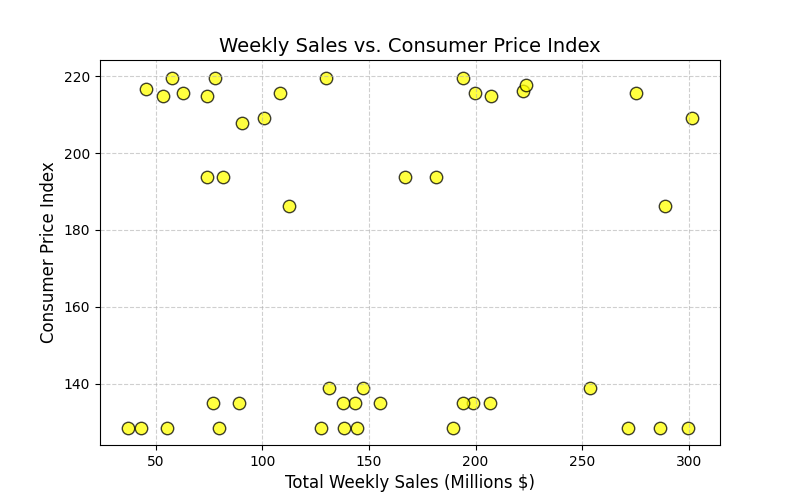 Weekly Sales vs. Consumer Price Index
220
200
180
160
140
Consumer Price Index
50 100 150 200 250 300
Total Weekly Sales (Millions $)